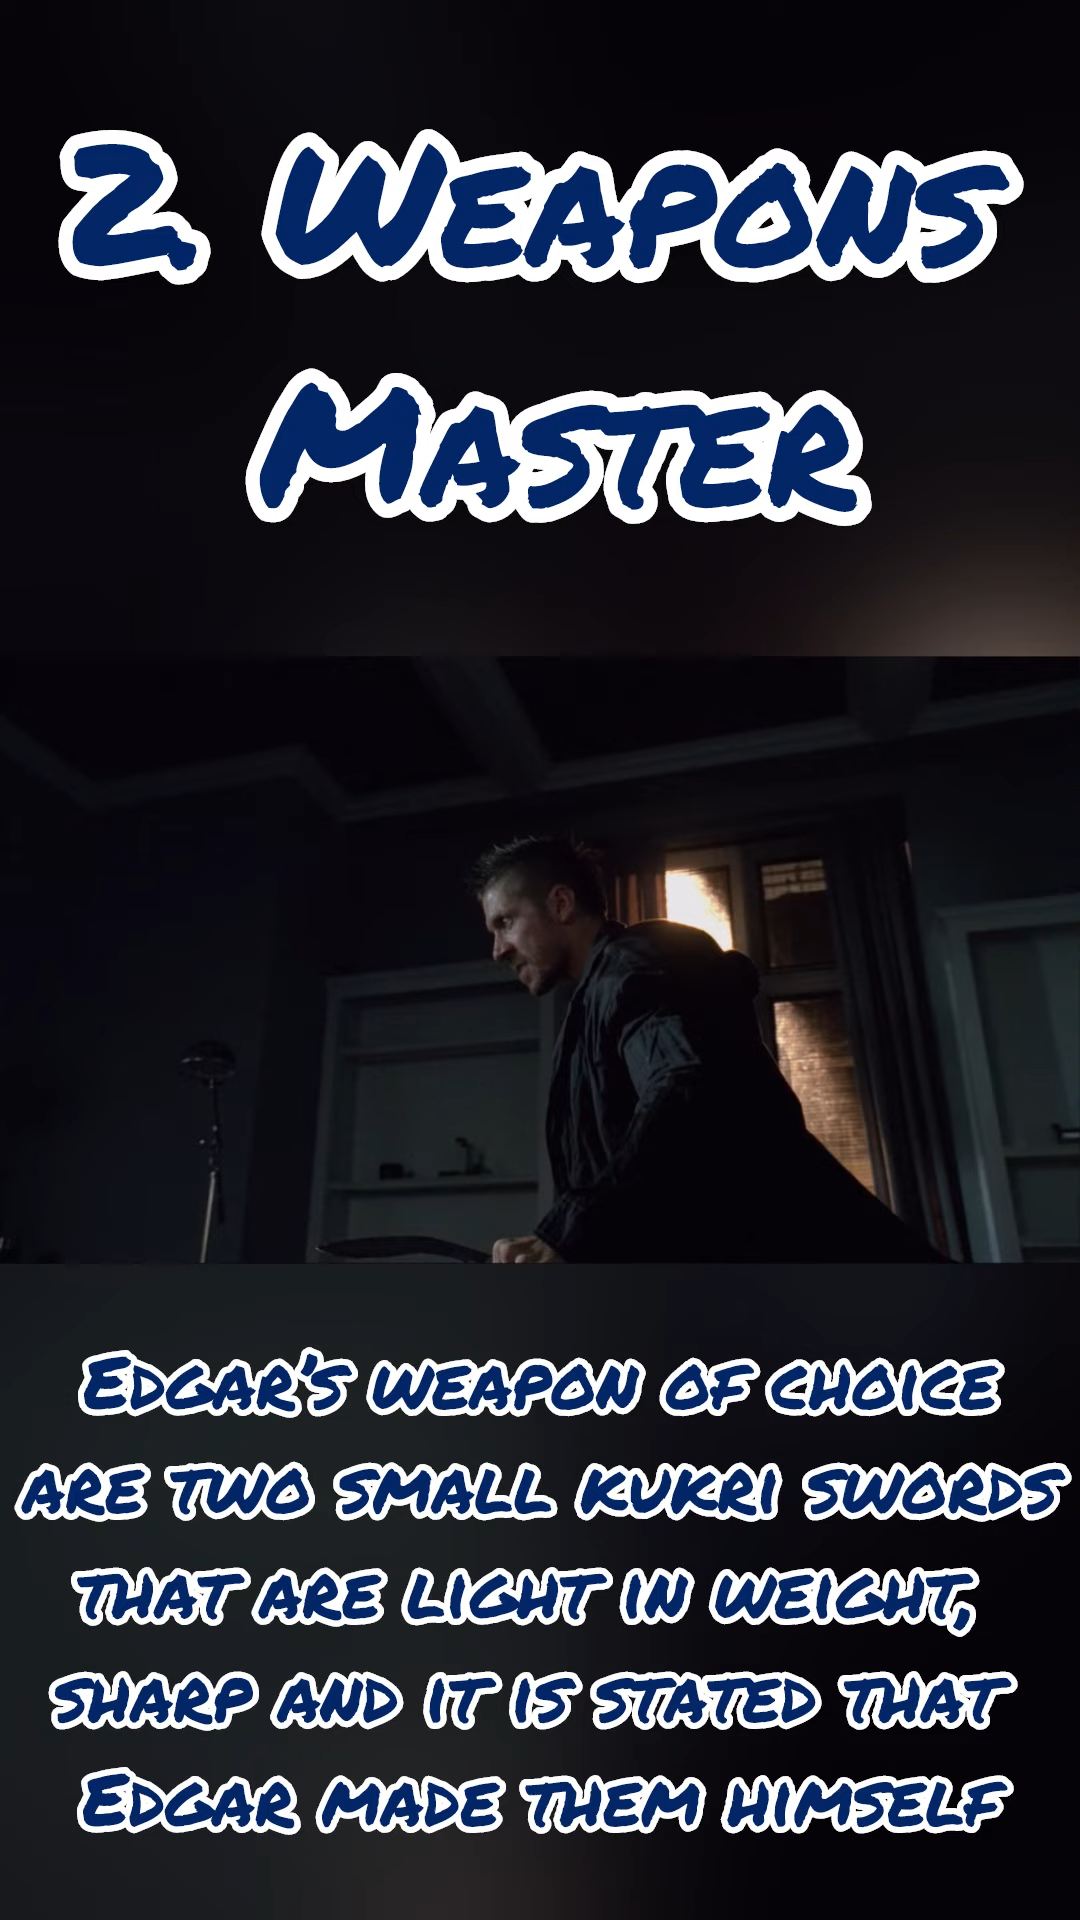 2. Weapons
Master
Edgar's weapon of choice
are two small kukri swords
that are light in weight,
sharp and it is stated that
Edgar made them himself